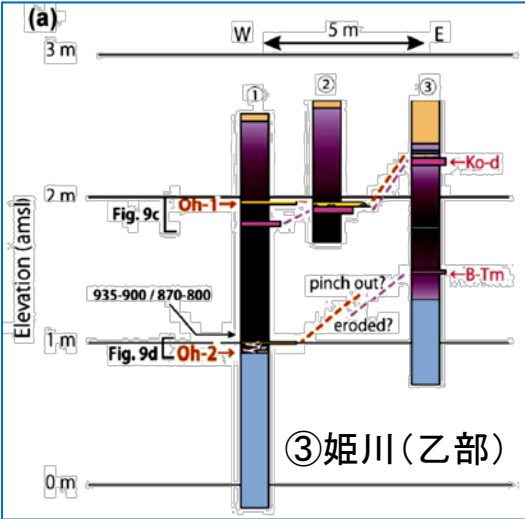 (a)
W 5 m E
3 m
① ② ③
←Ko-d
2 m
Oh-1→
Fig. 9c
←B-Tm
pinch out?
935-900 / 870-800
eroded?
1 m
Fig. 9d
Oh-2→
③姫川(乙部)
0 m
Elevation (amsl)